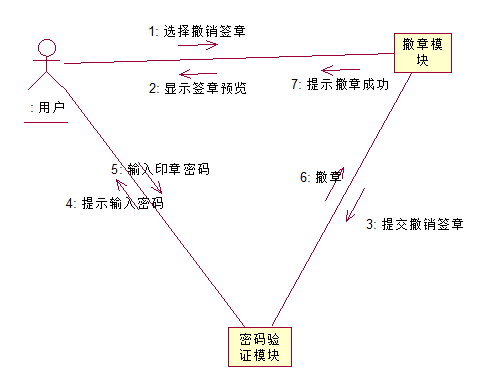 1: 选择撤销签章
撤章模
块
2: 显示签章预览
7: 提示撤章成功
: 用户
5: 输入印章密码
6: 撤章
4: 提示输入密码
3: 提交撤销签章
密码验
证模块